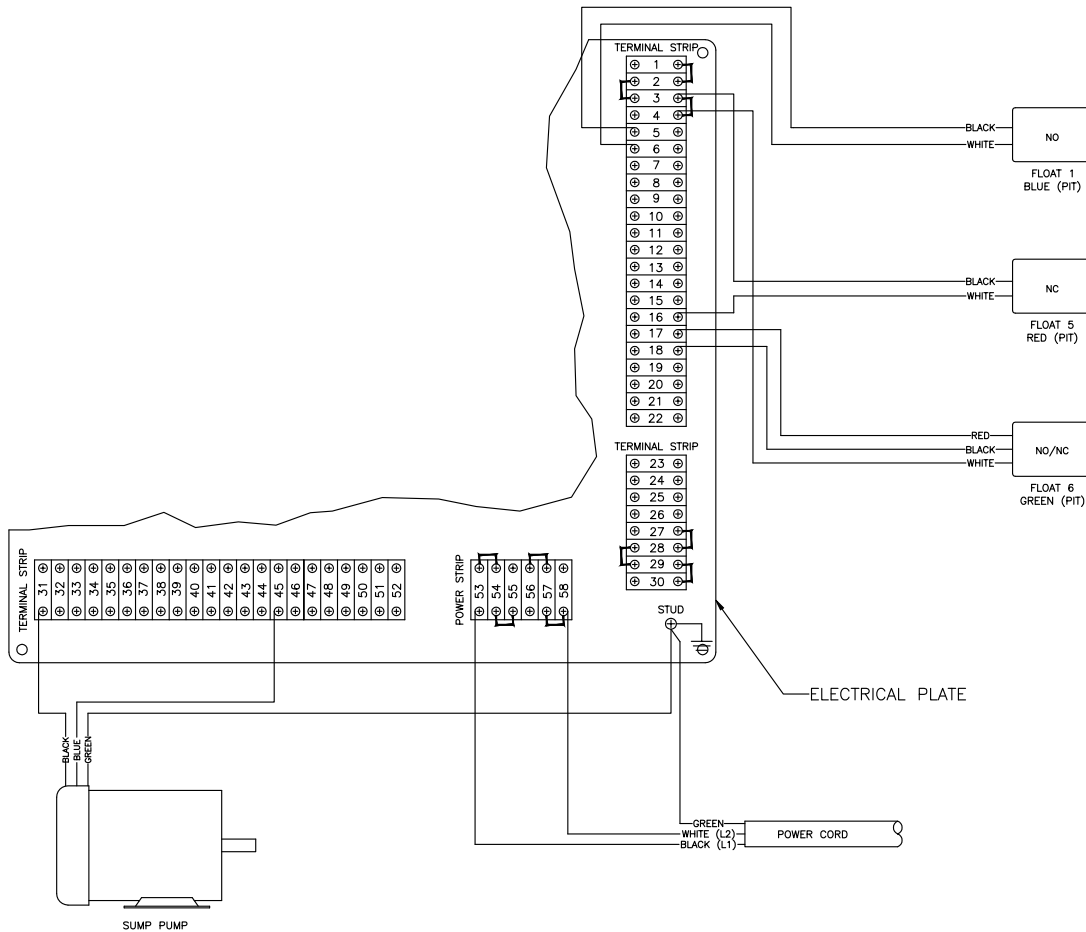 TERMINAL STRIP
1
2
3
4
5
6
7
8
9
10
11
12
13
14
15
16
17
18
19
20
21
22
BLACK
WHITE
NO
FLOAT 1
BLUE (PIT)
BLACK
WHITE
NC
FLOAT 5
RED (PIT)
RED
BLACK
WHITE
NO/NC
FLOAT 6
GREEN (PIT)
TERMINAL STRIP
23
24
25
26
27
28
29
30
TERMINAL STRIP
31
32
33
34
35
36
37
38
39
40
41
42
43
44
45
46
47
48
49
50
51
52
POWER STRIP
53
54
55
56
57
58
STUD
ELECTRICAL PLATE
BLACK
BLUE
GREEN
GREEN
WHITE (L2)
BLACK (L1)
POWER CORD
SUMP PUMP